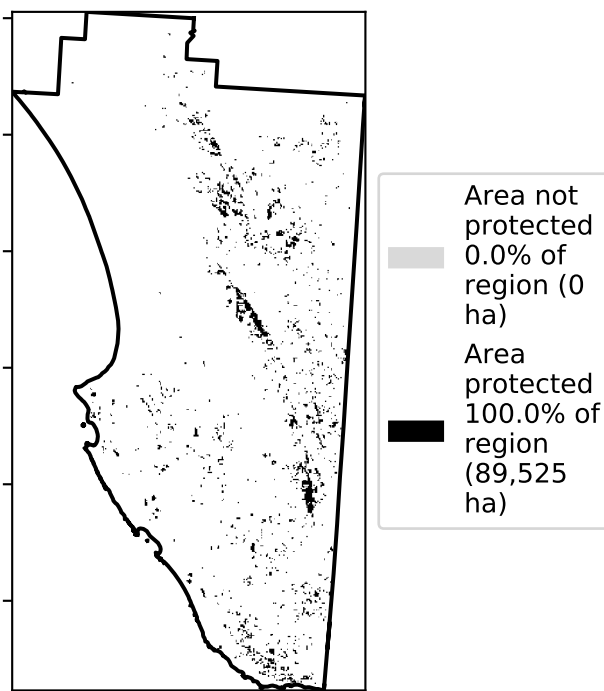 Area not
protected
0.0% of
region (0
ha)
Area
protected
100.0% of
region
(89,525
ha)